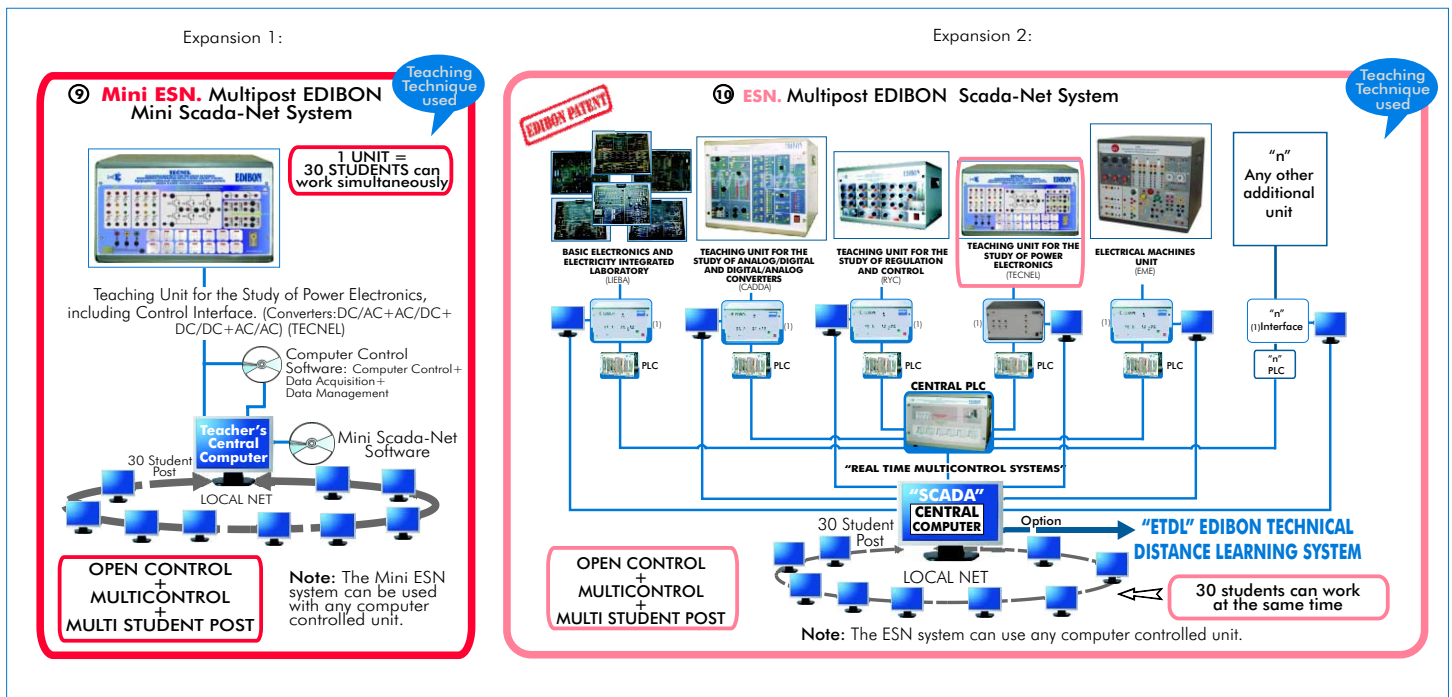 Expansion 1:
Teaching
Technique
used
⑨ Mini ESN. Multipost EDIBON
Mini Scada-Net System
1 UNIT =
30 STUDENTS can
work simultaneously
TECNEL
EDIBON
Teaching Unit for the Study of Power Electronics,
including Control Interface. (Converters:DC/AC+AC/DC+
DC/DC+AC/AC) (TECNEL)
Computer Control
Software: Computer Control+
Data Acquisition+
Data Management
Teacher's
Central
Computer
Mini Scada-Net
Software
30 Student
Post
LOCAL NET
OPEN CONTROL
+
MULTICONTROL
+
MULTI STUDENT POST
Note: The Mini ESN
system can be used
with any computer
controlled unit.
Expansion 2:
Teaching
Technique
used
EDIBON PATENT
⑩ ESN. Multipost EDIBON Scada-Net System
BASIC ELECTRONICS AND
ELECTRICITY INTEGRATED
LABORATORY
(LIEBA)
TEACHING UNIT FOR THE
STUDY OF ANALOG/DIGITAL
AND DIGITAL/ANALOG
CONVERTERS
(CADDA)
TEACHING UNIT FOR THE
STUDY OF REGULATION
AND CONTROL
(RYC)
TEACHING UNIT FOR THE
STUDY OF POWER
ELECTRONICS
(TECNEL)
ELECTRICAL MACHINES
UNIT
(EME)
"n"
Any other
additional
unit
(1)
(1)
(1)
(1)
(1)
"n"
(1)Interface
PLC
PLC
PLC
PLC
PLC
"n"
PLC
CENTRAL PLC
"REAL TIME MULTICONTROL SYSTEMS"
"SCADA"
CENTRAL
COMPUTER
Option
"ETDL" EDIBON TECHNICAL
DISTANCE LEARNING SYSTEM
30 Student
Post
LOCAL NET
30 students can work
at the same time
OPEN CONTROL
+
MULTICONTROL
+
MULTI STUDENT POST
Note: The ESN system can use any computer controlled unit.